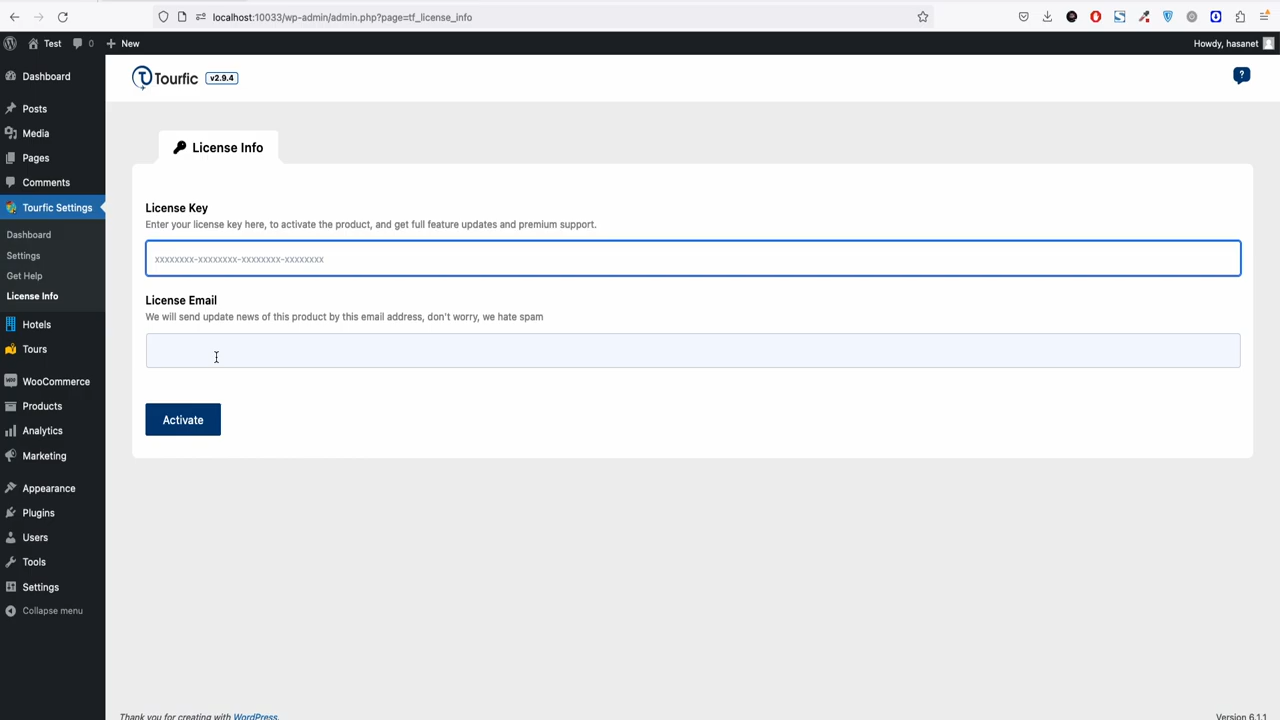 localhost:10033/wp-admin/admin.php?page=tf_license_info
Test
0
New
Howdy, hasanet
Dashboard
Posts
Media
Pages
Comments
Tourfic Settings
Dashboard
Settings
Get Help
License Info
Hotels
Tours
WooCommerce
Products
Analytics
Marketing
Appearance
Plugins
Users
Tools
Settings
Collapse menu
Tourfic v2.9.4
?
License Info
License Key
Enter your license key here, to activate the product, and get full feature updates and premium support.
xxxxxxxx-xxxxxxxx-xxxxxxxx-xxxxxxxx
License Email
We will send update news of this product by this email address, don't worry, we hate spam
Activate
Thank you for creating with WordPress.
Version 6.1.1